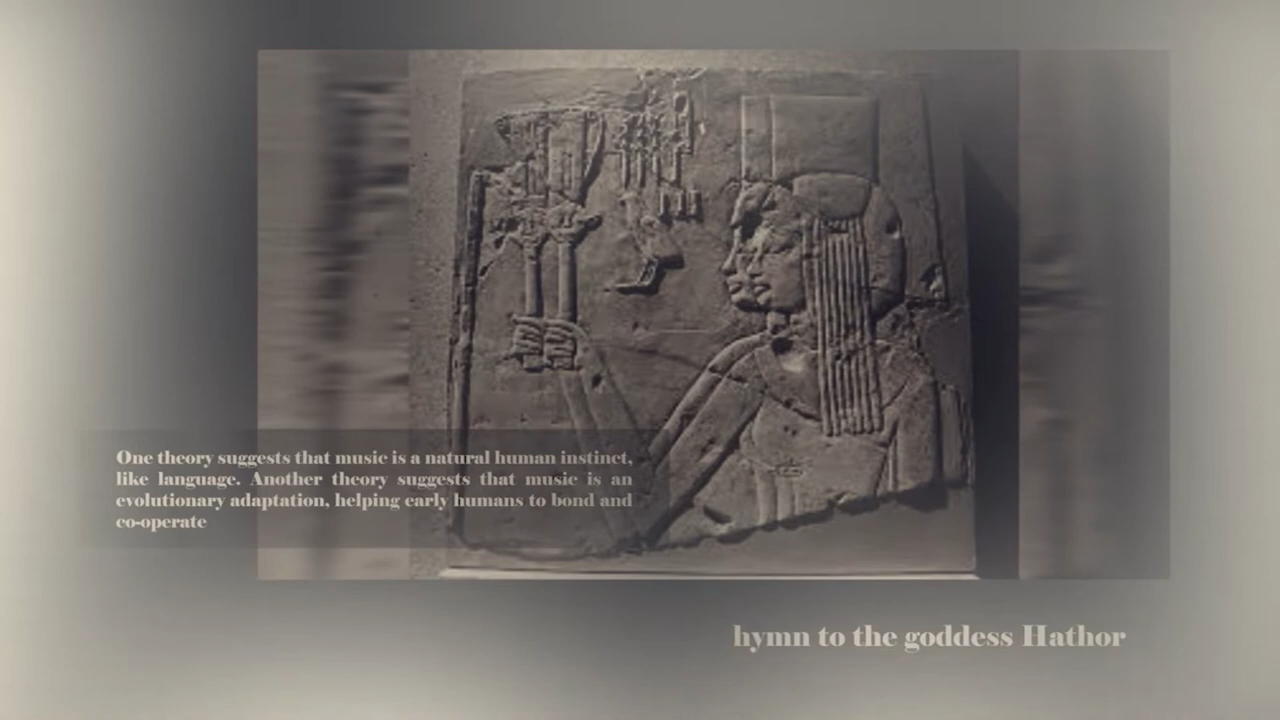 One theory suggests that music is a natural human instinct,
like language. Another theory suggests that music is an
evolutionary adaptation, helping early humans to bond and
co-operate
hymn to the goddess Hathor